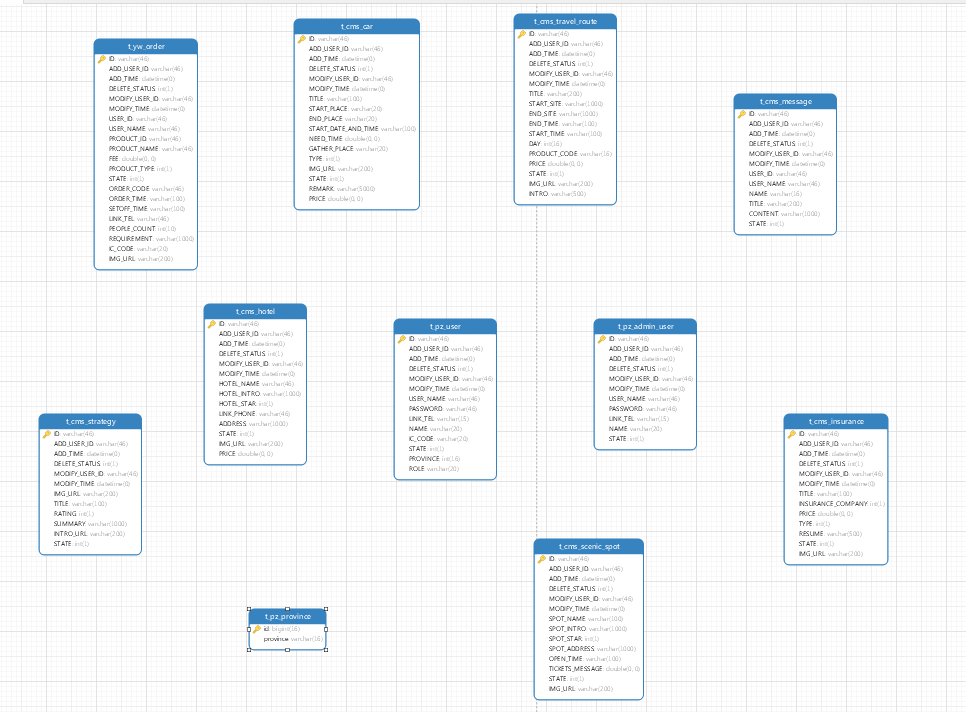 t_yw_order
ID: varchar(46)
ADD_USER_ID: varchar(46)
ADD_TIME: datetime(0)
DELETE_STATUS: int(1)
MODIFY_USER_ID: varchar(46)
MODIFY_TIME: datetime(0)
USER_ID: varchar(46)
USER_NAME: varchar(46)
PRODUCT_ID: varchar(46)
PRODUCT_NAME: varchar(46)
FEE: double(0, 0)
PRODUCT_TYPE: int(1)
STATE: int(1)
ORDER_CODE: varchar(46)
ORDER_TIME: varchar(100)
SETOFF_TIME: varchar(100)
LINK_TEL: varchar(46)
PEOPLE_COUNT: int(10)
REQUIREMENT: varchar(1000)
IC_CODE: varchar(20)
IMG_URL: varchar(200)
t_cms_car
ID: varchar(46)
ADD_USER_ID: varchar(46)
ADD_TIME: datetime(0)
DELETE_STATUS: int(1)
MODIFY_USER_ID: varchar(46)
MODIFY_TIME: datetime(0)
TITLE: varchar(100)
START_PLACE: varchar(20)
END_PLACE: varchar(20)
START_DATE_AND_TIME: varchar(100)
NEED_TIME: double(0, 0)
GATHER_PLACE: varchar(20)
TYPE: int(1)
IMG_URL: varchar(200)
STATE: int(1)
REMARK: varchar(5000)
PRICE: double(0, 0)
t_cms_travel_route
ID: varchar(46)
ADD_USER_ID: varchar(46)
ADD_TIME: datetime(0)
DELETE_STATUS: int(1)
MODIFY_USER_ID: varchar(46)
MODIFY_TIME: datetime(0)
TITLE: varchar(200)
START_SITE: varchar(1000)
END_SITE: varchar(1000)
END_TIME: varchar(100)
START_TIME: varchar(100)
DAY: int(16)
PRODUCT_CODE: varchar(16)
PRICE: double(0, 0)
STATE: int(1)
IMG_URL: varchar(200)
INTRO: varchar(500)
t_cms_message
ID: varchar(46)
ADD_USER_ID: varchar(46)
ADD_TIME: datetime(0)
DELETE_STATUS: int(1)
MODIFY_USER_ID: varchar(46)
MODIFY_TIME: datetime(0)
USER_ID: varchar(46)
USER_NAME: varchar(46)
NAME: varchar(16)
TITLE: varchar(200)
CONTENT: varchar(1000)
STATE: int(1)
t_cms_hotel
ID: varchar(46)
ADD_USER_ID: varchar(46)
ADD_TIME: datetime(0)
DELETE_STATUS: int(1)
MODIFY_USER_ID: varchar(46)
MODIFY_TIME: datetime(0)
HOTEL_NAME: varchar(46)
HOTEL_INTRO: varchar(1000)
HOTEL_STAR: int(1)
LINK_PHONE: varchar(46)
ADDRESS: varchar(1000)
STATE: int(1)
IMG_URL: varchar(200)
PRICE: double(0, 0)
t_pz_user
ID: varchar(46)
ADD_USER_ID: varchar(46)
ADD_TIME: datetime(0)
DELETE_STATUS: int(1)
MODIFY_USER_ID: varchar(46)
MODIFY_TIME: datetime(0)
USER_NAME: varchar(46)
PASSWORD: varchar(46)
LINK_TEL: varchar(15)
NAME: varchar(20)
IC_CODE: varchar(20)
STATE: int(1)
PROVINCE: int(16)
ROLE: varchar(20)
t_pz_admin_user
ID: varchar(46)
ADD_USER_ID: varchar(46)
ADD_TIME: datetime(0)
DELETE_STATUS: int(1)
MODIFY_USER_ID: varchar(46)
MODIFY_TIME: datetime(0)
USER_NAME: varchar(46)
PASSWORD: varchar(46)
LINK_TEL: varchar(15)
NAME: varchar(20)
STATE: int(1)
t_cms_strategy
ID: varchar(46)
ADD_USER_ID: varchar(46)
ADD_TIME: datetime(0)
DELETE_STATUS: int(1)
MODIFY_USER_ID: varchar(46)
MODIFY_TIME: datetime(0)
IMG_URL: varchar(200)
TITLE: varchar(100)
RATING: int(1)
SUMMARY: varchar(1000)
INTRO_URL: varchar(200)
STATE: int(1)
t_cms_insurance
ID: varchar(46)
ADD_USER_ID: varchar(46)
ADD_TIME: datetime(0)
DELETE_STATUS: int(1)
MODIFY_USER_ID: varchar(46)
MODIFY_TIME: datetime(0)
TITLE: varchar(100)
INSURANCE_COMPANY: int(1)
PRICE: double(0, 0)
TYPE: int(1)
RESUME: varchar(500)
STATE: int(1)
IMG_URL: varchar(200)
t_cms_scenic_spot
ID: varchar(46)
ADD_USER_ID: varchar(46)
ADD_TIME: datetime(0)
DELETE_STATUS: int(1)
MODIFY_USER_ID: varchar(46)
MODIFY_TIME: datetime(0)
SPOT_NAME: varchar(100)
SPOT_INTRO: varchar(1000)
SPOT_STAR: int(1)
SPOT_ADDRESS: varchar(1000)
OPEN_TIME: varchar(100)
TICKETS_MESSAGE: double(0, 0)
STATE: int(1)
IMG_URL: varchar(200)
t_pz_province
id: bigint(16)
province: varchar(16)